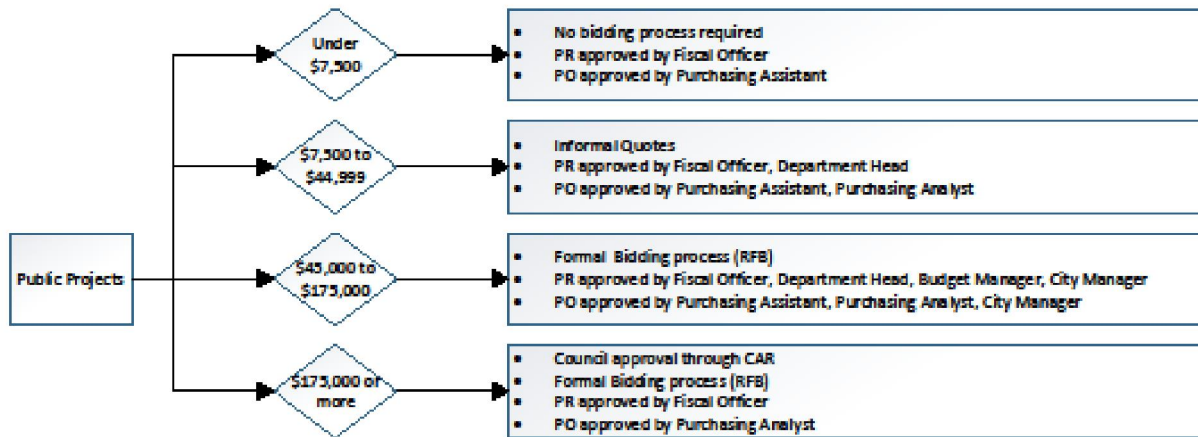 Under
$7,500
• No bidding process required
• PR approved by Fiscal Officer
• PO approved by Purchasing Assistant
$7,500 to
$44,999
• Informal Quotes
• PR approved by Fiscal Officer, Department Head
• PO approved by Purchasing Assistant, Purchasing Analyst
Public Projects
$45,000 to
$175,000
• Formal Bidding process (RFB)
• PR approved by Fiscal Officer, Department Head, Budget Manager, City Manager
• PO approved by Purchasing Assistant, Purchasing Analyst, City Manager
$175,000 or
more
• Council approval through CAR
• Formal Bidding process (RFB)
• PR approved by Fiscal Officer
• PO approved by Purchasing Analyst